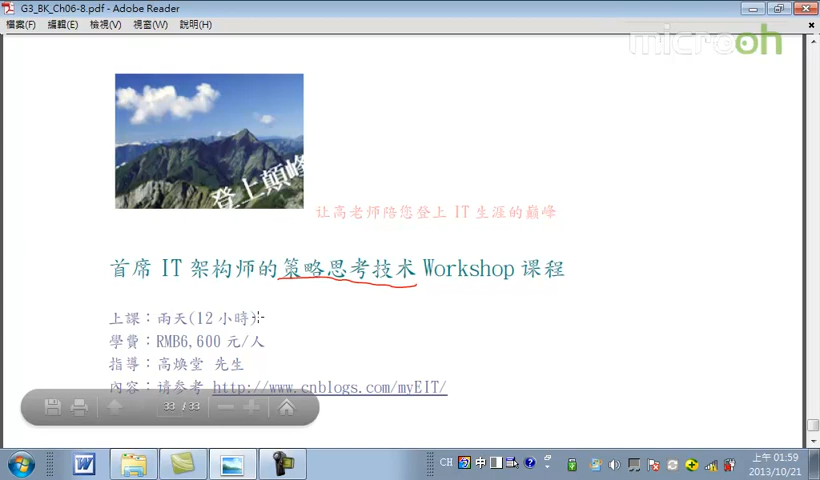 G3_BK_Ch06-8.pdf - Adobe Reader
檔案(F) 編輯(E) 檢視(V) 視窗(W) 說明(H)
microoh
登上顛峰
让高老师陪您登上 IT 生涯的巅峰
首席 IT 架构师的策略思考技术 Workshop 课程
上課：兩天(12 小時)
學費：RMB6,600 元/人
指導：高煥堂 先生
內容：请参考 http://www.cnblogs.com/myEIT/
33 / 33
CH 中
上午 01:59
2013/10/21